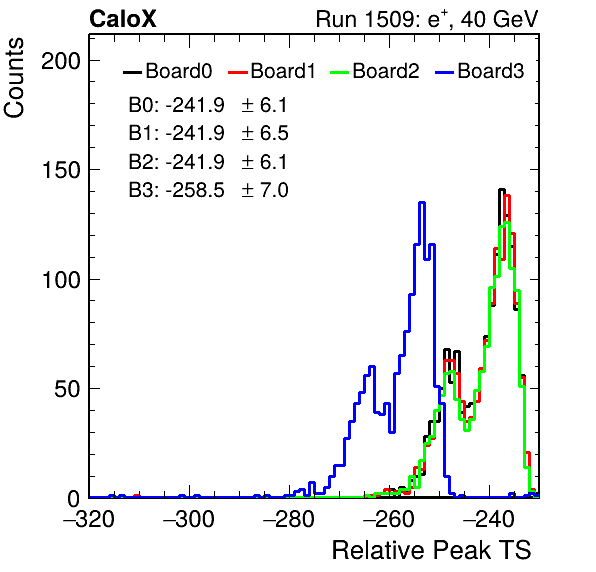 CaloX Run 1509: e⁺, 40 GeV
Counts
Board0 Board1 Board2 Board3
B0: -241.9 ± 6.1
B1: -241.9 ± 6.5
B2: -241.9 ± 6.1
B3: -258.5 ± 7.0
200
150
100
50
0
−320 −300 −280 −260 −240
Relative Peak TS